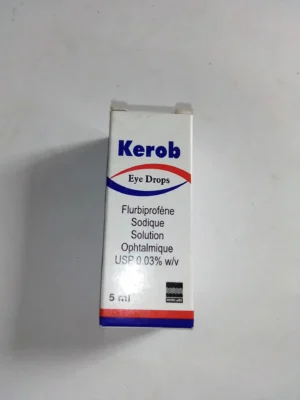 Kerob
Eye Drops
Flurbiprofène
Sodique
Solution
Ophtalmique
USP 0.03% w/v
5 ml